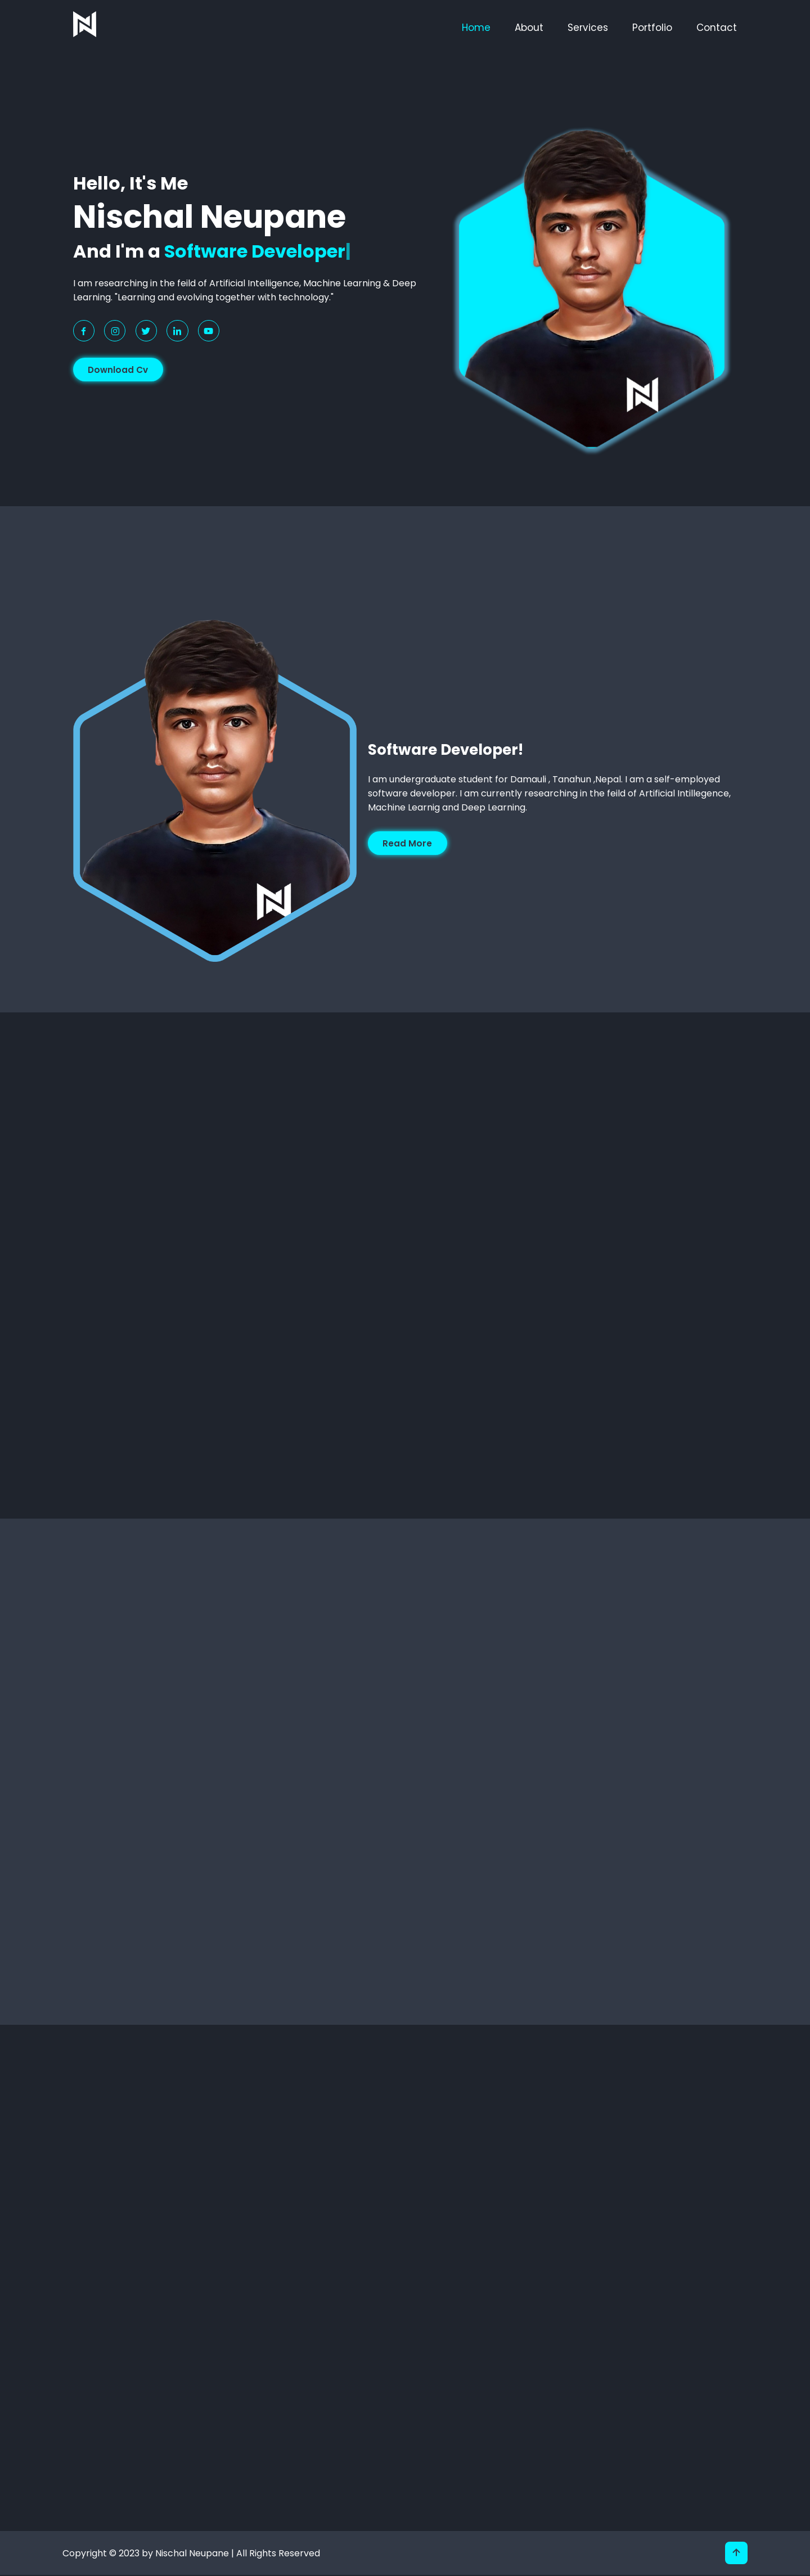 Home About Services Portfolio Contact
Hello, It's Me
Nischal Neupane
And I'm a Software Developer|
I am researching in the feild of Artificial Intelligence, Machine Learning & Deep
Learning. "Learning and evolving together with technology."
Download Cv
Software Developer!
I am undergraduate student for Damauli , Tanahun ,Nepal. I am a self-employed
software developer. I am currently researching in the feild of Artificial Intillegence,
Machine Learnig and Deep Learning.
Read More
Copyright © 2023 by Nischal Neupane | All Rights Reserved